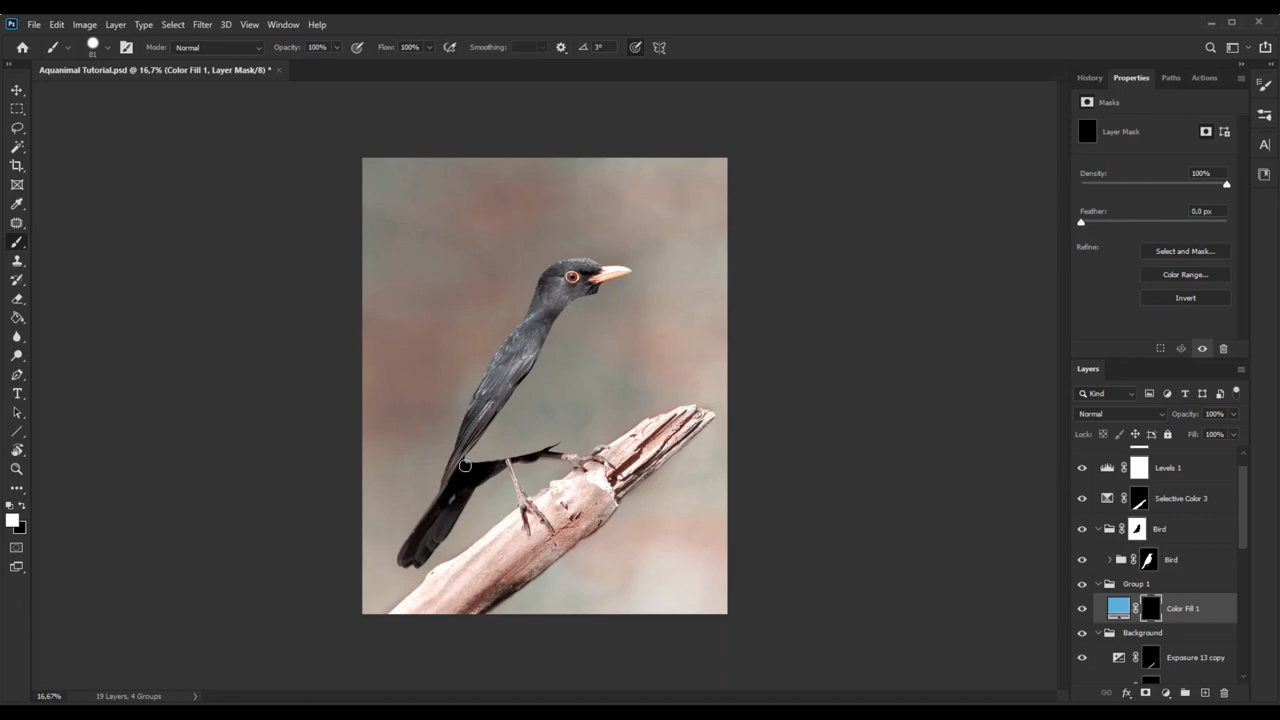 Ps File Edit Image Layer Type Select Filter 3D View Window Help
81 Mode: Normal Opacity: 100% Flow: 100% Smoothing: 3°
Aquanimal Tutorial.psd @ 16,7% (Color Fill 1, Layer Mask/8) * ×
History Properties Paths Actions
Masks
Layer Mask
Density: 100%
Feather: 0,0 px
Refine: Select and Mask...
Color Range...
Invert
Layers
Kind
Normal Opacity: 100%
Lock: Fill: 100%
Levels 1
Selective Color 3
Bird
Bird
Group 1
Color Fill 1
Background
Exposure 13 copy
16,67% 19 Layers, 4 Groups